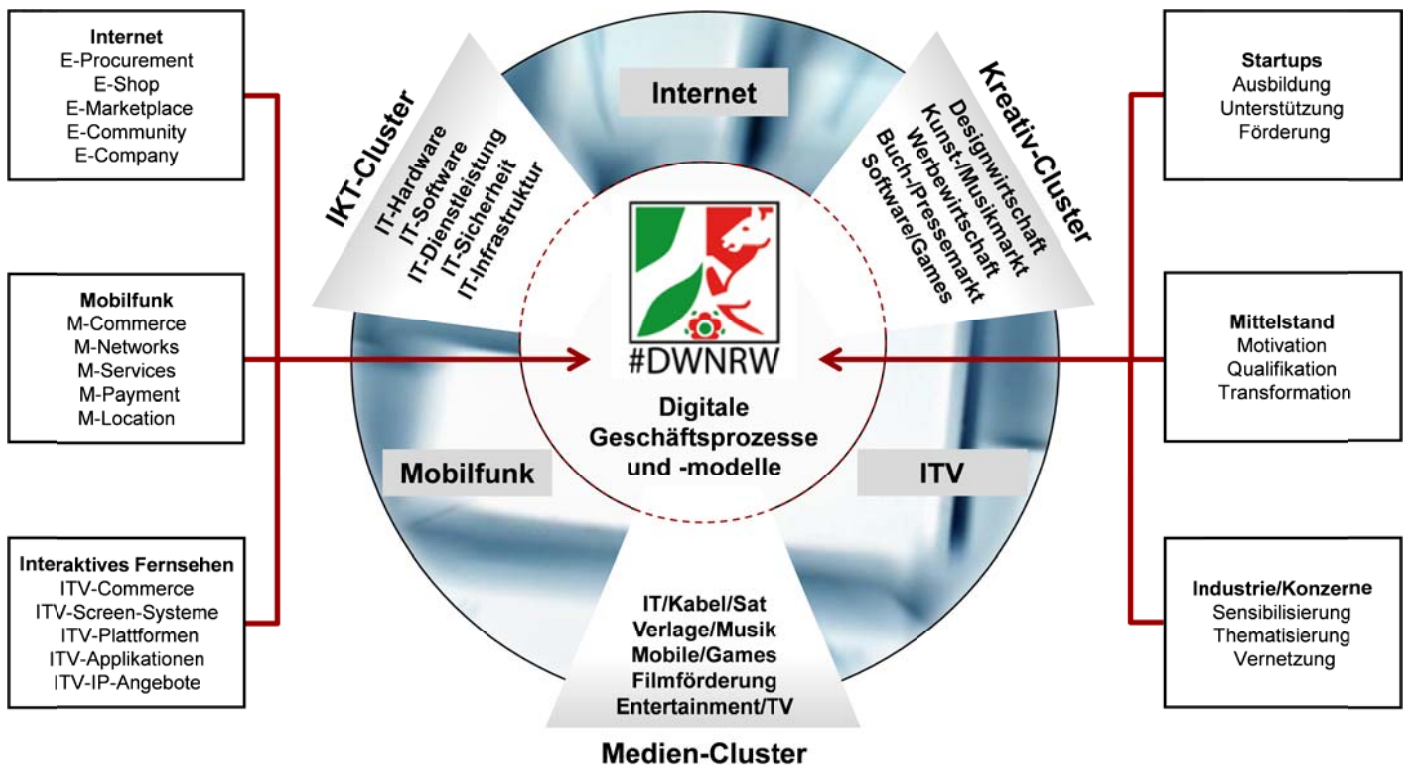 Internet
E-Procurement
E-Shop
E-Marketplace
E-Community
E-Company
Mobilfunk
M-Commerce
M-Networks
M-Services
M-Payment
M-Location
Interaktives Fernsehen
ITV-Commerce
ITV-Screen-Systeme
ITV-Plattformen
ITV-Applikationen
ITV-IP-Angebote
IKT-Cluster
IT-Hardware
IT-Software
IT-Dienstleistung
IT-Sicherheit
IT-Infrastruktur
Internet
Kreativ-Cluster
Designwirtschaft
Kunst-/Musikmarkt
Werbewirtschaft
Buch-/Pressemarkt
Software/Games
#DWNRW
Digitale
Geschäftsprozesse
und -modelle
Mobilfunk
ITV
IT/Kabel/Sat
Verlage/Musik
Mobile/Games
Filmförderung
Entertainment/TV
Medien-Cluster
Startups
Ausbildung
Unterstützung
Förderung
Mittelstand
Motivation
Qualifikation
Transformation
Industrie/Konzerne
Sensibilisierung
Thematisierung
Vernetzung